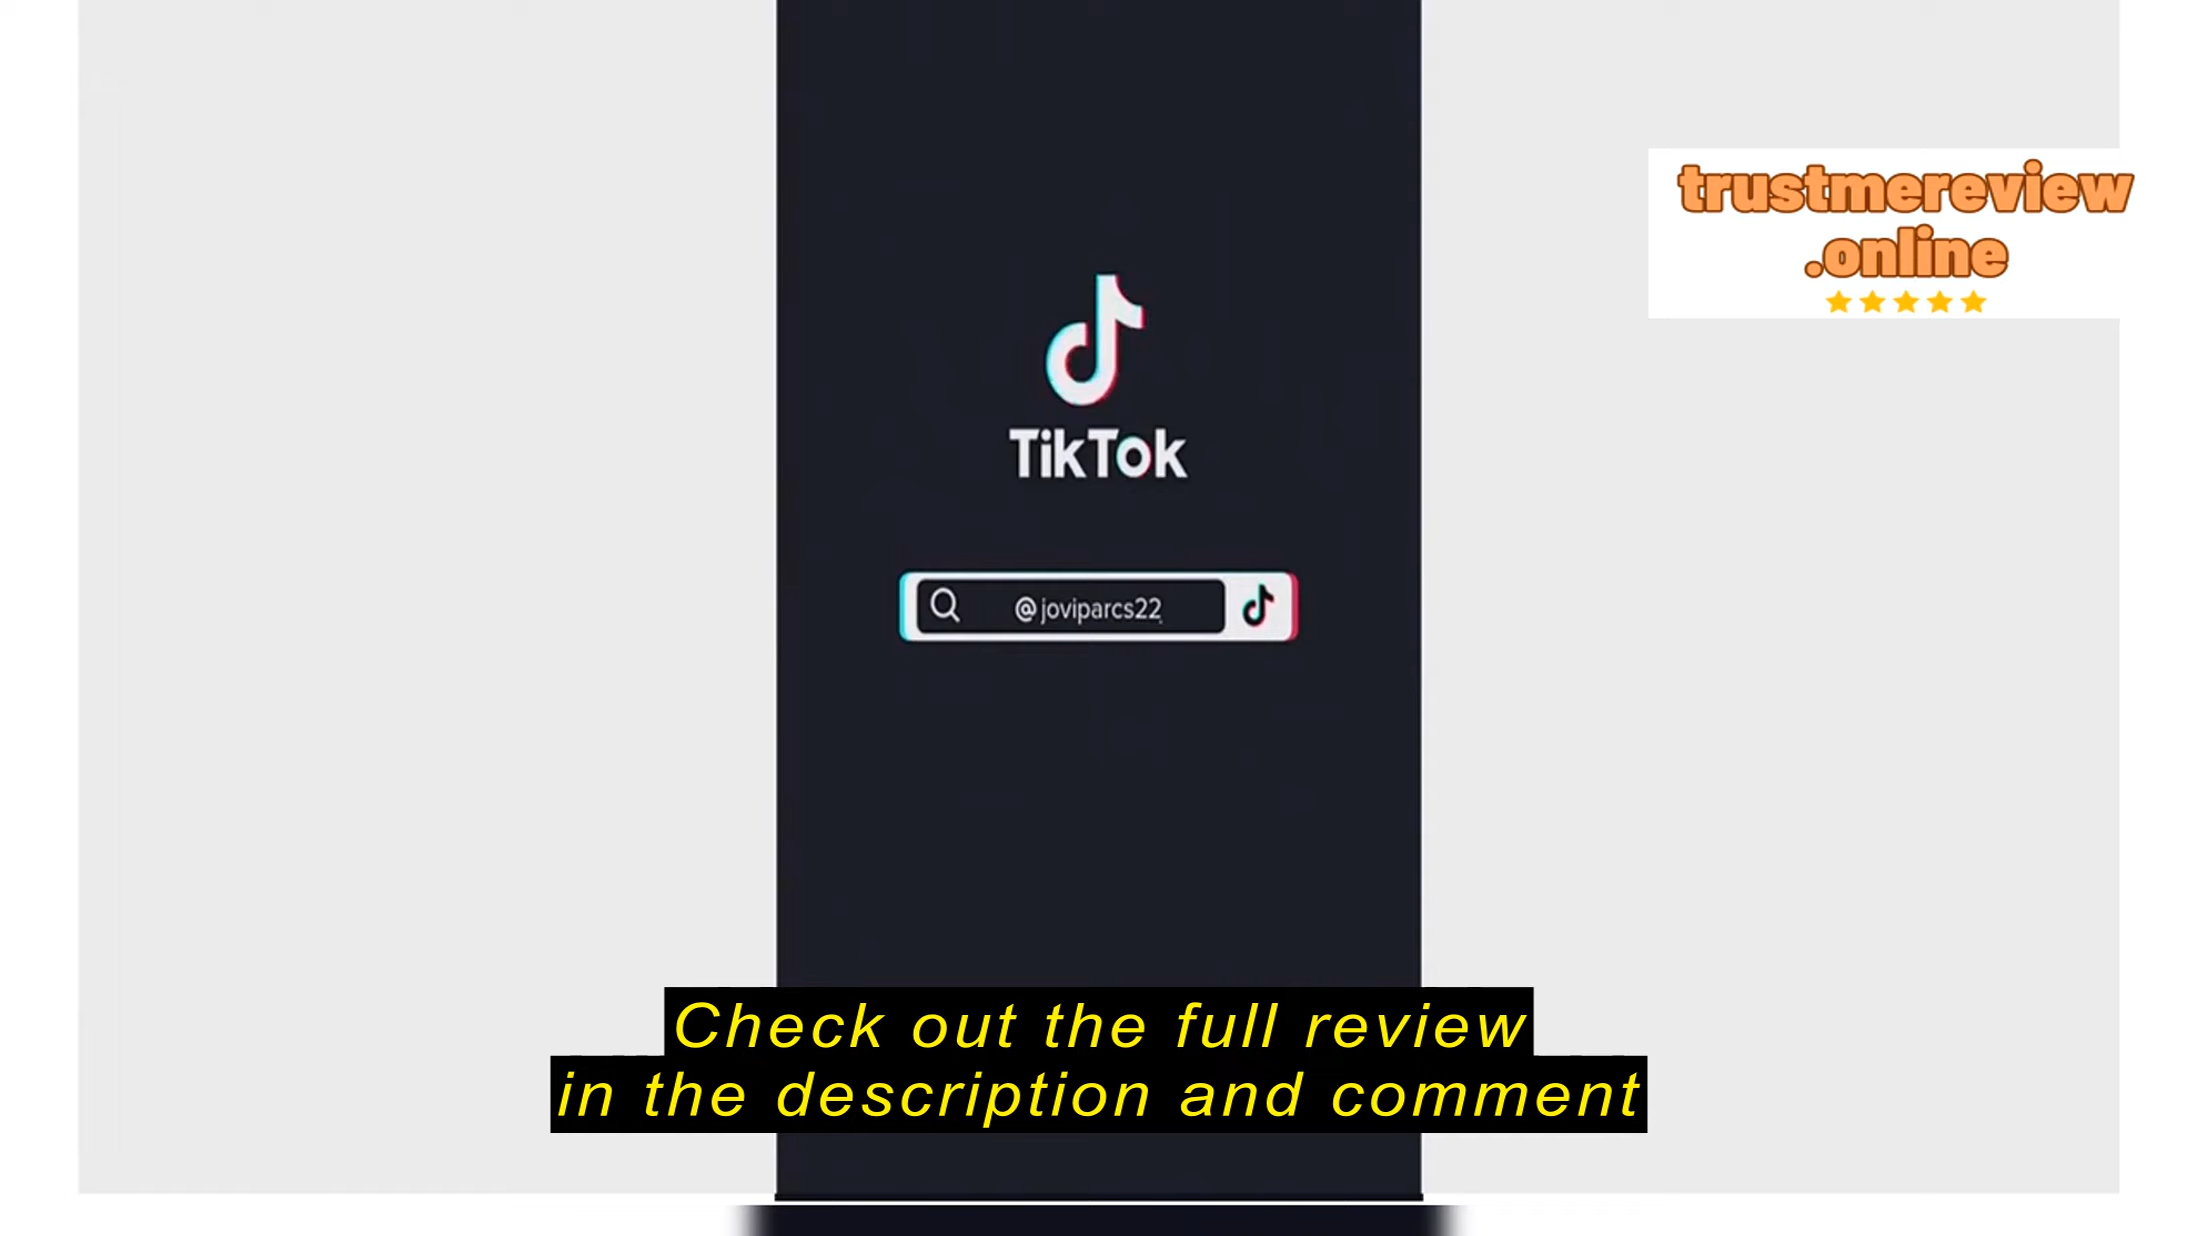 trustmereview
.online
TikTok
@joviparcs22
Check out the full review
in the description and comment